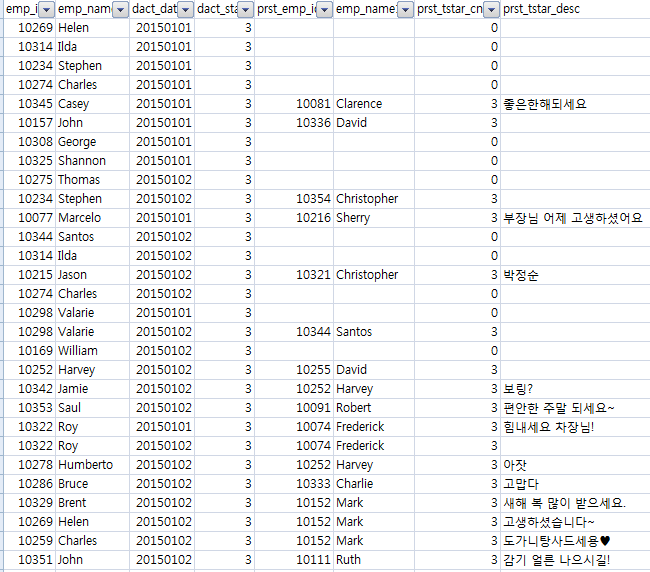 emp_i emp_name dact_dat dact_sta prst_emp_i emp_name prst_tstar_cn prst_tstar_desc
10269 Helen 20150101 3 0
10314 Ilda 20150101 3 0
10234 Stephen 20150101 3 0
10274 Charles 20150101 3 0
10345 Casey 20150101 3 10081 Clarence 3 좋은한해되세요
10157 John 20150101 3 10336 David 3
10308 George 20150101 3 0
10325 Shannon 20150101 3 0
10275 Thomas 20150102 3 0
10234 Stephen 20150102 3 10354 Christopher 3
10077 Marcelo 20150101 3 10216 Sherry 3 부장님 어제 고생하셨어요
10344 Santos 20150102 3 0
10314 Ilda 20150102 3 0
10215 Jason 20150102 3 10321 Christopher 3 박정순
10274 Charles 20150102 3 0
10298 Valarie 20150101 3 0
10298 Valarie 20150102 3 10344 Santos 3
10169 William 20150102 3 0
10252 Harvey 20150102 3 10255 David 3
10342 Jamie 20150102 3 10252 Harvey 3 보링?
10353 Saul 20150102 3 10091 Robert 3 편안한 주말 되세요~
10322 Roy 20150101 3 10074 Frederick 3 힘내세요 차장님!
10322 Roy 20150102 3 10074 Frederick 3
10278 Humberto 20150102 3 10252 Harvey 3 아잣
10286 Bruce 20150102 3 10333 Charlie 3 고맙다
10329 Brent 20150102 3 10152 Mark 3 새해 복 많이 받으세요.
10269 Helen 20150102 3 10152 Mark 3 고생하셨습니다~
10259 Charles 20150102 3 10152 Mark 3 도가니탕사드세용♥
10351 John 20150102 3 10111 Ruth 3 감기 얼른 나으시길!